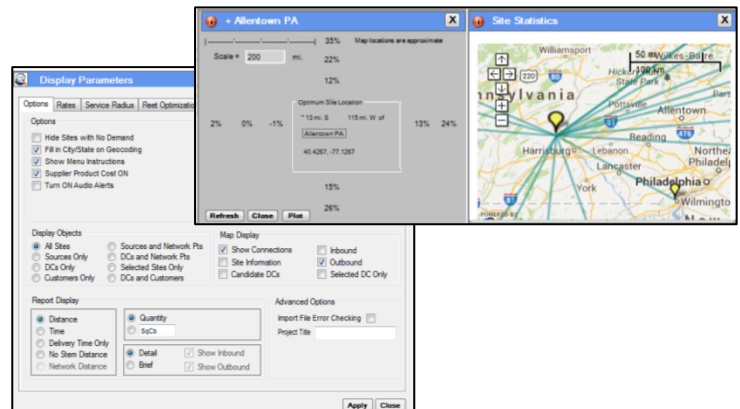 + Allentown PA
X
35%
Map locations are approximate
Scale =
200
mi.
22%
12%
Optimum Site Location
~ 13 mi. S
115 mi. W of
Allentown PA
40.4267, -77.1267
2%
0%
-1%
13%
24%
15%
26%
Refresh
Close
Plot
Site Statistics
X
Williamsport
50 mi
Wilkes-Barre
100 km
Hickory Run
State Park
220
80
nnsylvania
Pottsville
Allentown
81
Reading
476
Harrisburg
Lebanon
Lancaster
York
Philadelphia
Wilmingto
81
POWERED BY
Display Parameters
Options
Rates
Service Radius
Fleet Optimizatio
Options
Hide Sites with No Demand
Fill in City/State on Geocoding
Show Menu Instructions
Supplier Product Cost ON
Turn ON Audio Alerts
Display Objects
All Sites
Sources and Network Pts
Sources Only
DCs and Network Pts
DCs Only
Selected Sites Only
Customers Only
DCs and Customers
Map Display
Show Connections
Inbound
Site Information
Outbound
Candidate DCs
Selected DC Only
Report Display
Distance
Time
Delivery Time Only
No Stem Distance
Network Distance
Quantity
SqCb
Detail
Show Inbound
Brief
Show Outbound
Advanced Options
Import File Error Checking
Project Title
Apply
Close